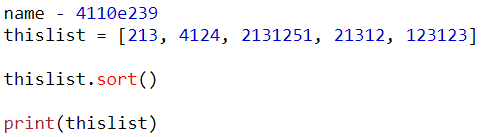 name - 4110e239
thislist = [213, 4124, 2131251, 21312, 123123]
thislist.sort()
print(thislist)